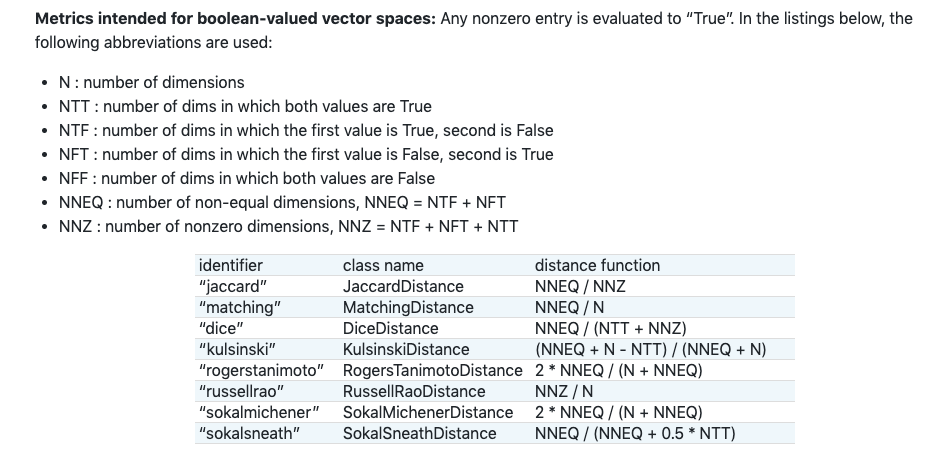 Metrics intended for boolean-valued vector spaces: Any nonzero entry is evaluated to “True”. In the listings below, the
following abbreviations are used:
• N : number of dimensions
• NTT : number of dims in which both values are True
• NTF : number of dims in which the first value is True, second is False
• NFT : number of dims in which the first value is False, second is True
• NFF : number of dims in which both values are False
• NNEQ : number of non-equal dimensions, NNEQ = NTF + NFT
• NNZ : number of nonzero dimensions, NNZ = NTF + NFT + NTT
identifier class name distance function
“jaccard” JaccardDistance NNEQ / NNZ
“matching” MatchingDistance NNEQ / N
“dice” DiceDistance NNEQ / (NTT + NNZ)
“kulsinski” KulsinskiDistance (NNEQ + N - NTT) / (NNEQ + N)
“rogerstanimoto” RogersTanimotoDistance 2 * NNEQ / (N + NNEQ)
“russellrao” RussellRaoDistance NNZ / N
“sokalmichener” SokalMichenerDistance 2 * NNEQ / (N + NNEQ)
“sokalsneath” SokalSneathDistance NNEQ / (NNEQ + 0.5 * NTT)